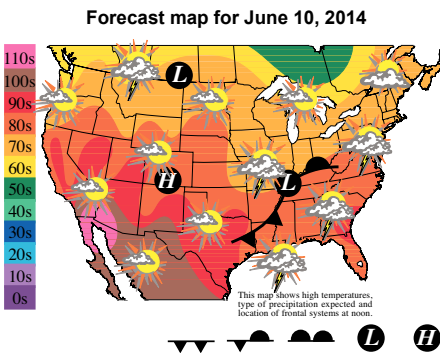 Forecast map for June 10, 2014
110s
100s
90s
80s
70s
60s
50s
40s
30s
20s
10s
0s
L
H
L
This map shows high temperatures,
type of precipitation expected and
location of frontal systems at noon.
L
H